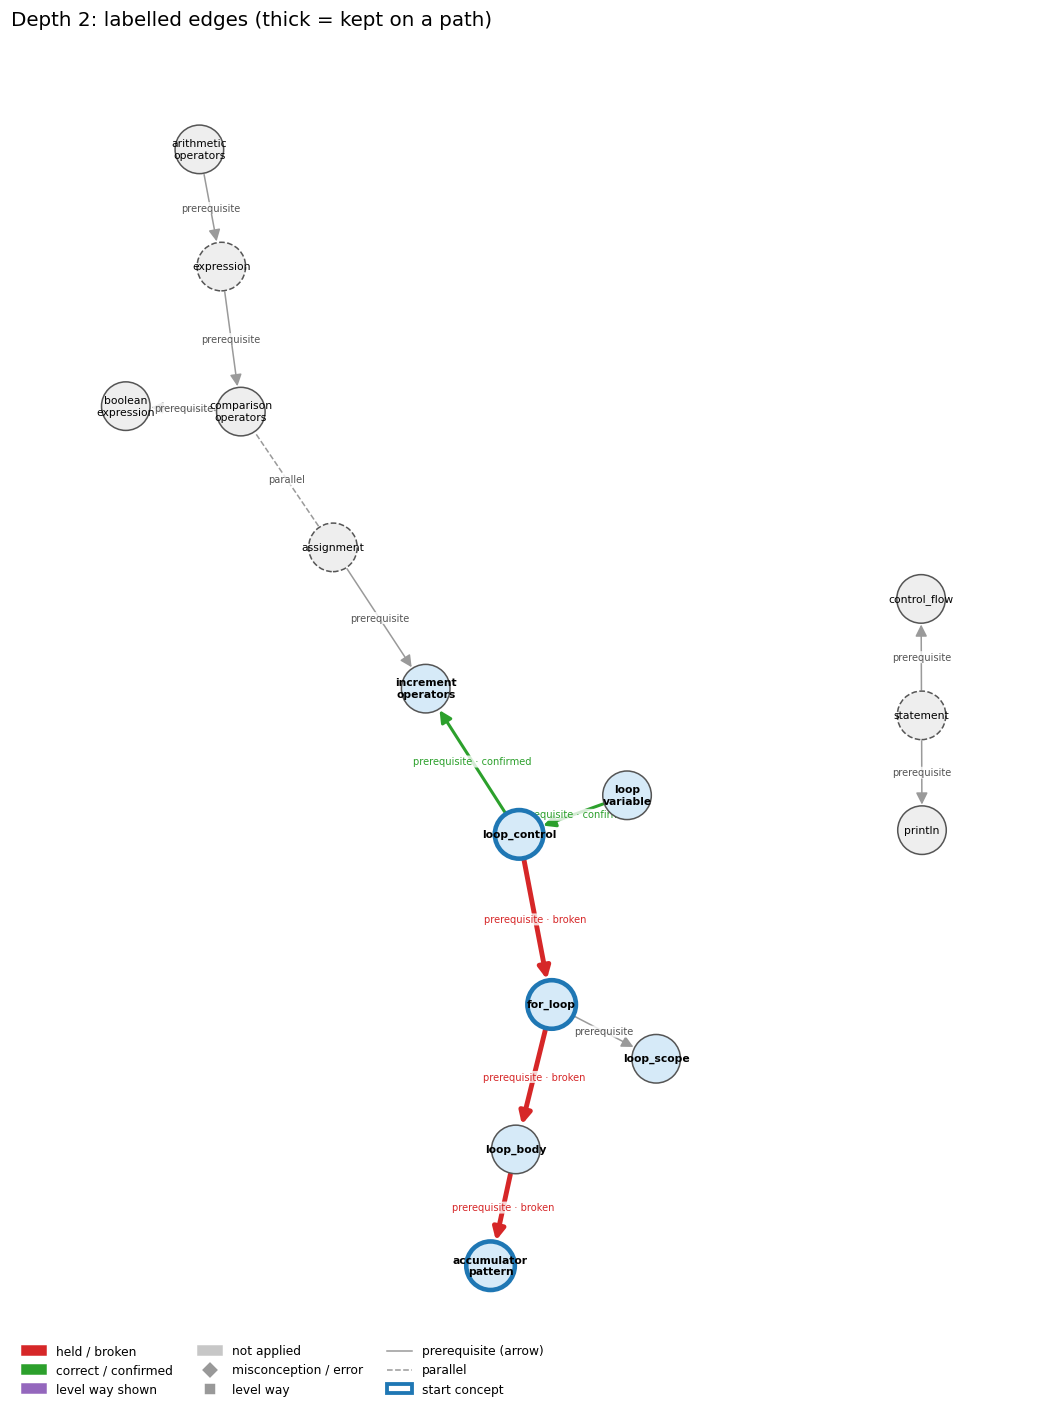 Depth 2: labelled edges (thick = kept on a path)
arithmetic
operators
prerequisite
expression
prerequisite
boolean
expression
prerequisite
comparison
operators
parallel
assignment
prerequisite
control_flow
prerequisite
increment
operators
statement
prerequisite · confirmed
prerequisite
loop
variable
loop_control
println
prerequisite · broken
for_loop
prerequisite
loop_scope
prerequisite · broken
loop_body
prerequisite · broken
accumulator
pattern
held / broken
correct / confirmed
level way shown
not applied
misconception / error
level way
prerequisite (arrow)
parallel
start concept